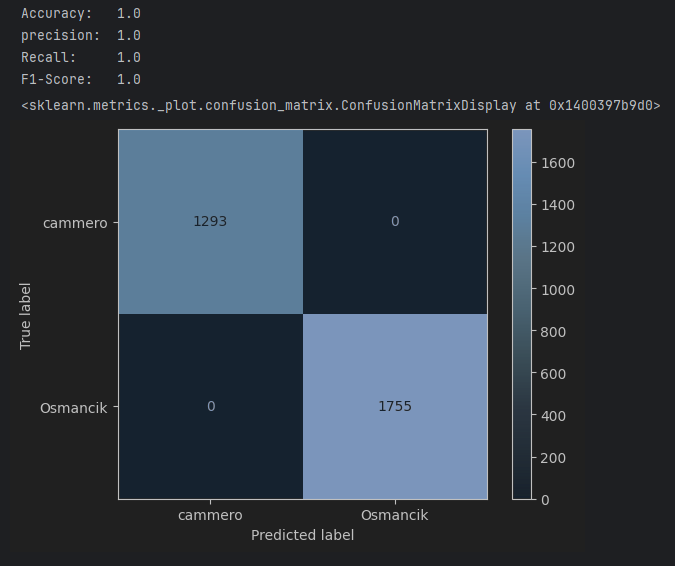 Accuracy: 1.0
precision: 1.0
Recall: 1.0
F1-Score: 1.0
<sklearn.metrics._plot.confusion_matrix.ConfusionMatrixDisplay at 0x1400397b9d0>
1600
1400
1200
1000
800
600
400
200
0
True label
cammero
1293 0
Osmancik
0 1755
cammero Osmancik
Predicted label